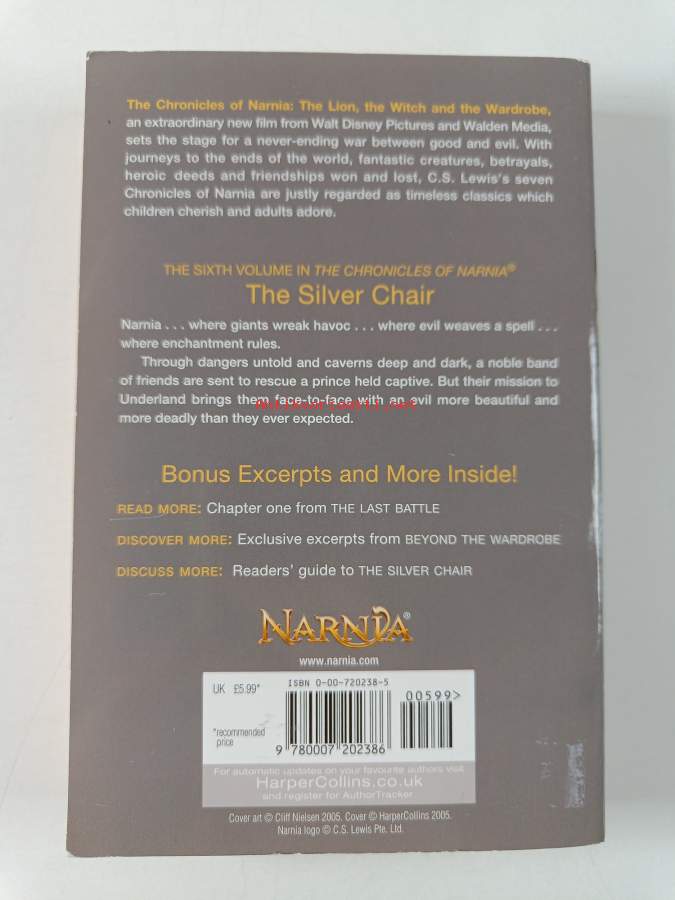 The Chronicles of Narnia: The Lion, the Witch and the Wardrobe,
an extraordinary new film from Walt Disney Pictures and Walden Media,
sets the stage for a never-ending war between good and evil. With
journeys to the ends of the world, fantastic creatures, betrayals,
heroic deeds and friendships won and lost, C.S. Lewis's seven
Chronicles of Narnia are justly regarded as timeless classics which
children cherish and adults adore.
THE SIXTH VOLUME IN THE CHRONICLES OF NARNIA®
The Silver Chair
Narnia . . . where giants wreak havoc . . . where evil weaves a spell . . .
where enchantment rules.
Through dangers untold and caverns deep and dark, a noble band
of friends are sent to rescue a prince held captive. But their mission to
Underland brings them face-to-face with an evil more beautiful and
more deadly than they ever expected.
Bonus Excerpts and More Inside!
READ MORE: Chapter one from THE LAST BATTLE
DISCOVER MORE: Exclusive excerpts from BEYOND THE WARDROBE
DISCUSS MORE: Readers' guide to THE SILVER CHAIR
NARNIA®
www.narnia.com
UK £5.99*
ISBN 0-00-720238-5
00599>
*recommended
price
9 780007 202386
For automatic updates on your favourite authors visit
HarperCollins.co.uk
and register for AuthorTracker
Cover art © Cliff Nielsen 2005. Cover © HarperCollins 2005.
Narnia logo © C.S. Lewis Pte. Ltd.